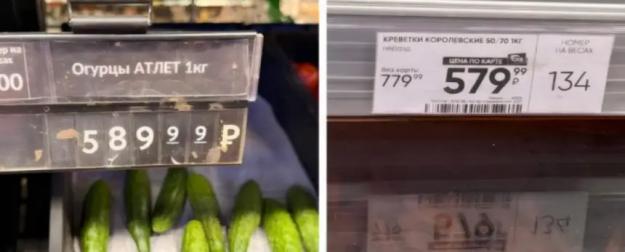 00
Огурцы АТЛЕТ 1кг
589 99 ₽
КРЕВЕТКИ КОРОЛЕВСКИЕ 50/70 1КГ
НОМЕР
НА ВЕСАХ
ЦЕНА ПО КАРТЕ
без карты
779 99
579 99 ₽
134